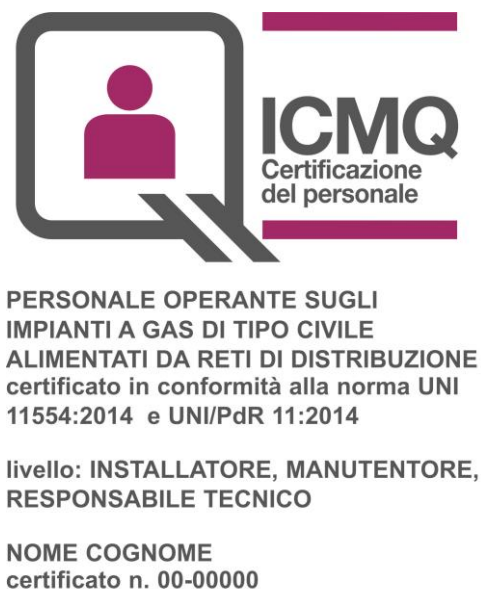 ICMQ
Certificazione
del personale
PERSONALE OPERANTE SUGLI
IMPIANTI A GAS DI TIPO CIVILE
ALIMENTATI DA RETI DI DISTRIBUZIONE
certificato in conformità alla norma UNI
11554:2014 e UNI/PdR 11:2014
livello: INSTALLATORE, MANUTENTORE,
RESPONSABILE TECNICO
NOME COGNOME
certificato n. 00-00000